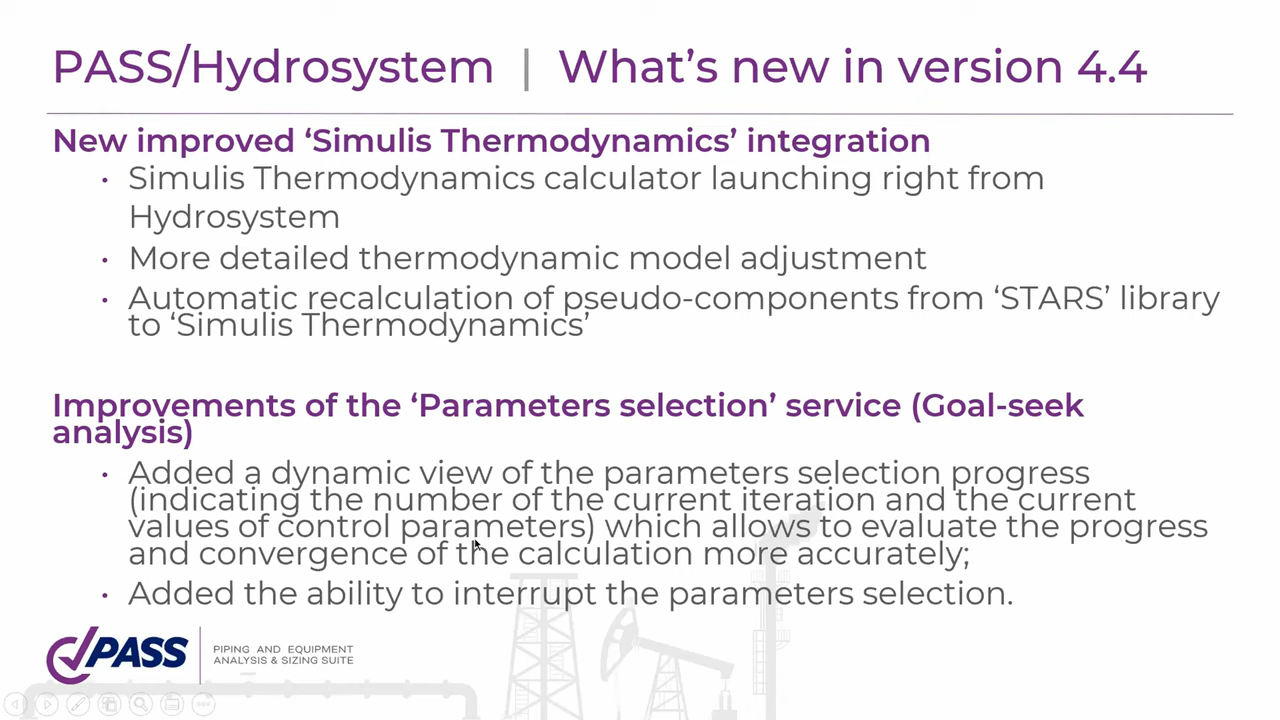 PASS/Hydrosystem | What’s new in version 4.4
New improved ‘Simulis Thermodynamics’ integration
• Simulis Thermodynamics calculator launching right from
Hydrosystem
• More detailed thermodynamic model adjustment
• Automatic recalculation of pseudo-components from ‘STARS’ library
to ‘Simulis Thermodynamics’
Improvements of the ‘Parameters selection’ service (Goal-seek
analysis)
• Added a dynamic view of the parameters selection progress
(indicating the number of the current iteration and the current
values of control parameters) which allows to evaluate the progress
and convergence of the calculation more accurately;
• Added the ability to interrupt the parameters selection.
PASS
PIPING AND EQUIPMENT
ANALYSIS & SIZING SUITE